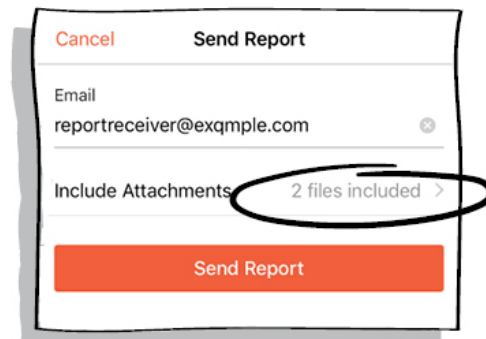 Cancel Send Report
Email
reportreceiver@exqmple.com
Include Attachments 2 files included
Send Report